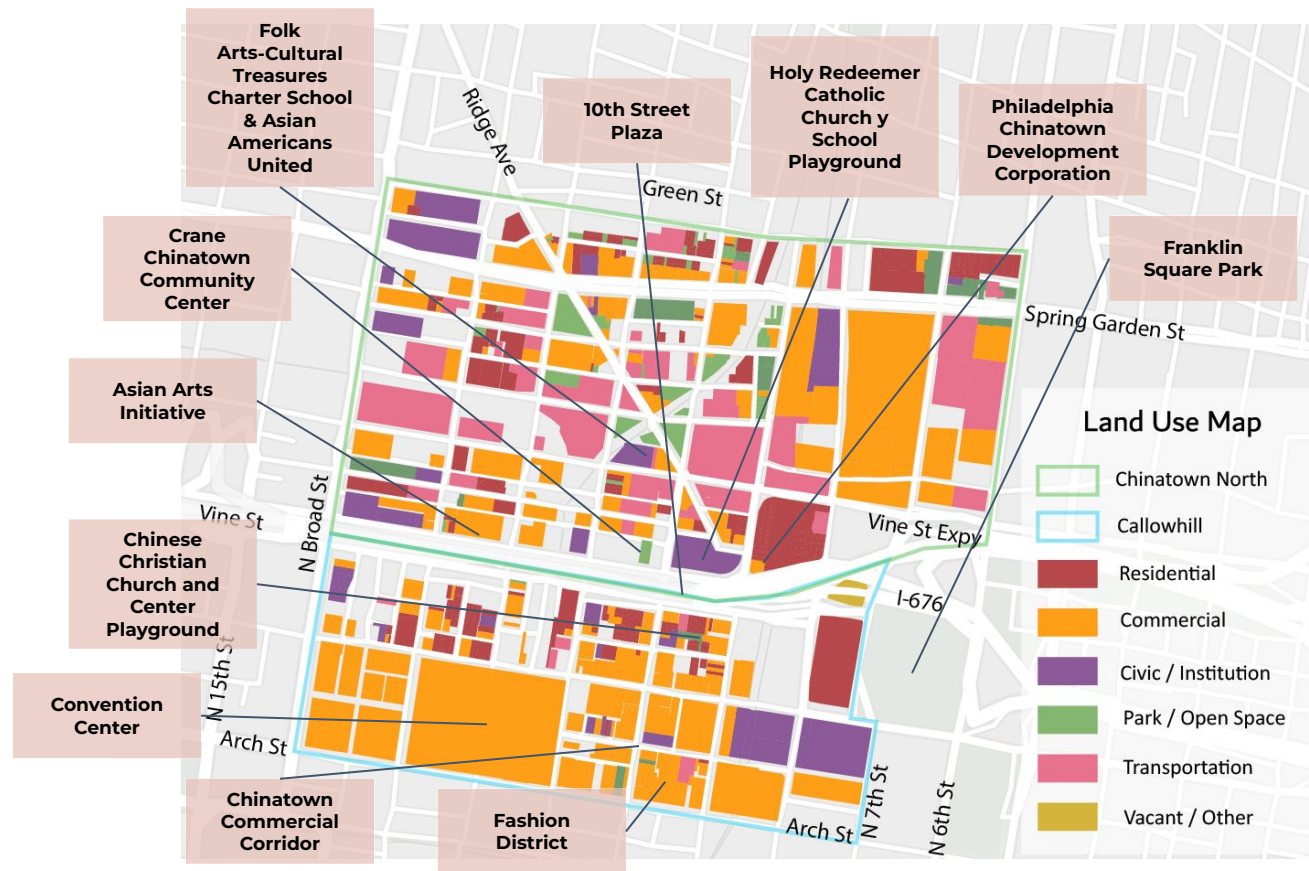 Folk
Arts-Cultural
Treasures
Charter School
& Asian
Americans
United
10th Street
Plaza
Holy Redeemer
Catholic
Church y
School
Playground
Philadelphia
Chinatown
Development
Corporation
Franklin
Square Park
Crane
Chinatown
Community
Center
Asian Arts
Initiative
Chinese
Christian
Church and
Center
Playground
Convention
Center
Chinatown
Commercial
Corridor
Fashion
District
Ridge Ave
Green St
Spring Garden St
N Broad St
Vine St
Vine St Expy
I-676
N 15th St
Arch St
Arch St
N 7th St
N 6th St
Land Use Map
Chinatown North
Callowhill
Residential
Commercial
Civic / Institution
Park / Open Space
Transportation
Vacant / Other